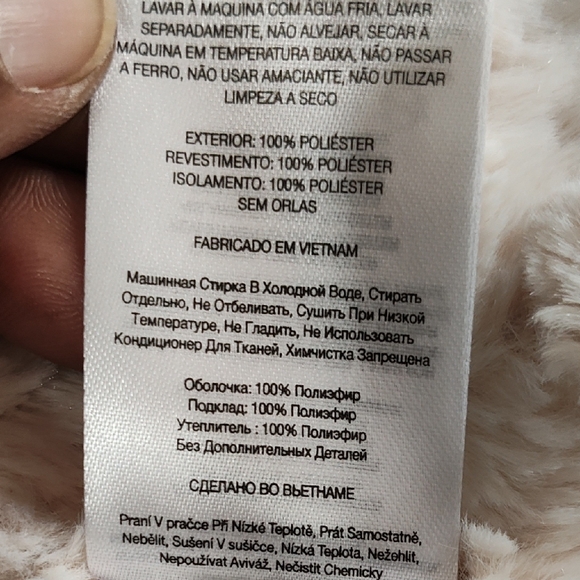 LAVAR À MAQUINA COM ÁGUA FRIA, LAVAR
SEPARADAMENTE, NÃO ALVEJAR, SECAR À
MÁQUINA EM TEMPERATURA BAIXA, NÃO PASSAR
A FERRO, NÃO USAR AMACIANTE, NÃO UTILIZAR
LIMPEZA A SECO
EXTERIOR: 100% POLIÉSTER
REVESTIMENTO: 100% POLIÉSTER
ISOLAMENTO: 100% POLIÉSTER
SEM ORLAS
FABRICADO EM VIETNAM
Машинная Стирка В Холодной Воде, Стирать
Отдельно, Не Отбеливать, Сушить При Низкой
Температуре, Не Гладить, Не Использовать
Кондиционер Для Тканей, Химчистка Запрещена
Оболочка: 100% Полиэфир
Подклад: 100% Полиэфир
Утеплитель : 100% Полиэфир
Без Дополнительных Деталей
СДЕЛАНО ВО ВЬЕТНАМЕ
Praní V pračce Při Nízké Teplotě, Prát Samostatně,
Nebělit, Sušení V sušičce, Nízká Teplota, Nežehlit,
Nepoužívat Aviváž, Nečistit Chemicky